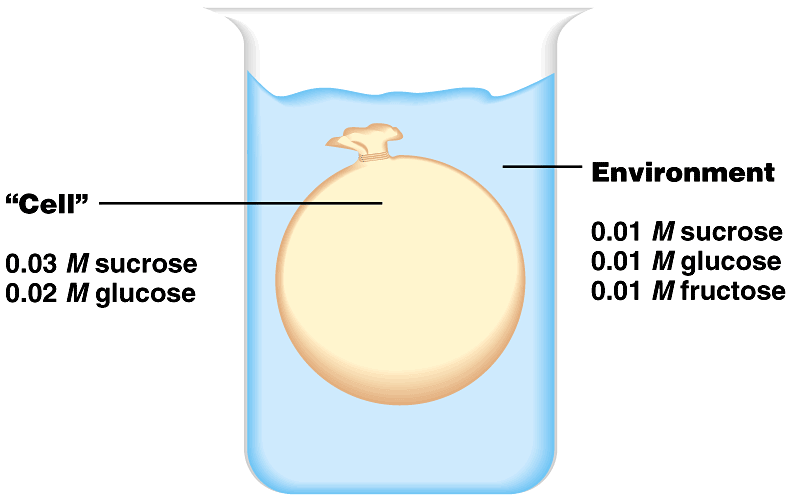 “Cell”
0.03 M sucrose
0.02 M glucose
Environment
0.01 M sucrose
0.01 M glucose
0.01 M fructose